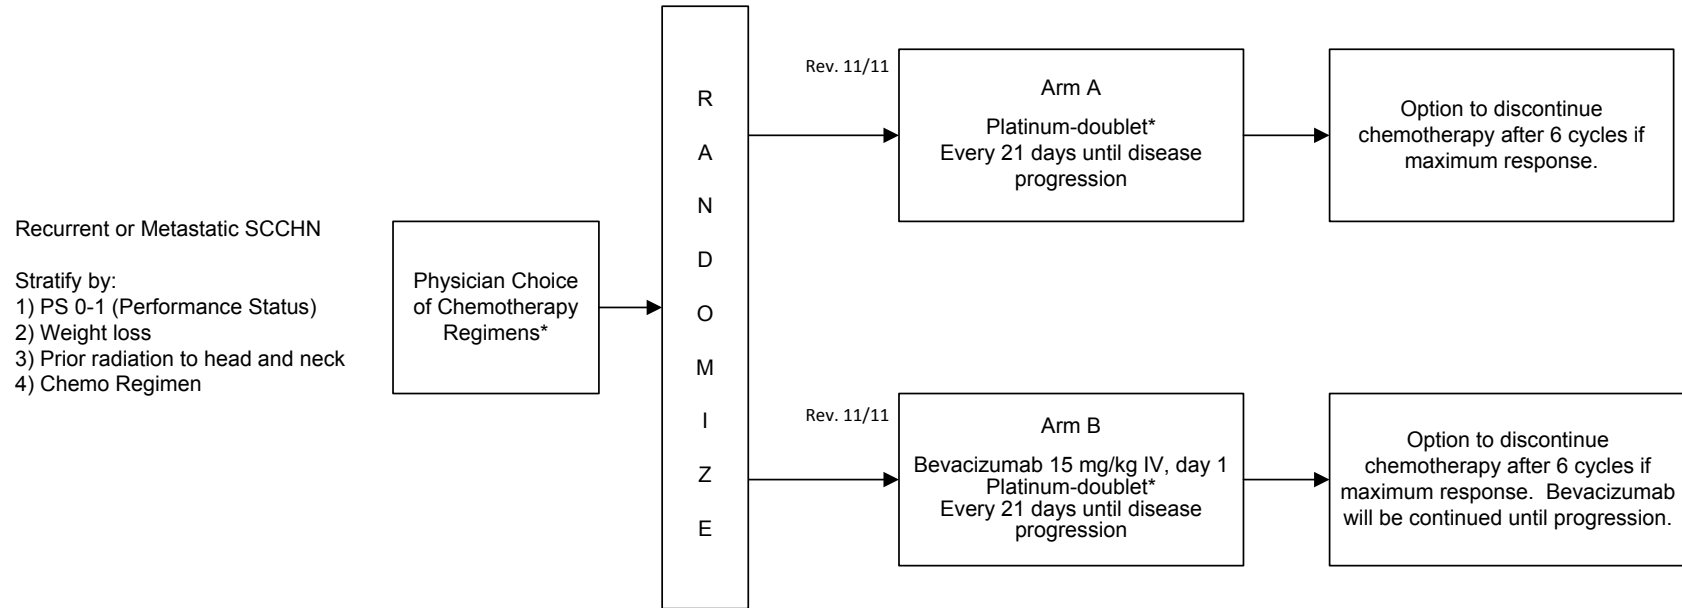 Recurrent or Metastatic SCCHN
Stratify by:
1) PS 0-1 (Performance Status)
2) Weight loss
3) Prior radiation to head and neck
4) Chemo Regimen
Physician Choice
of Chemotherapy
Regimens*
R
A
N
D
O
M
I
Z
E
Rev. 11/11
Arm A
Platinum-doublet*
Every 21 days until disease
progression
Option to discontinue
chemotherapy after 6 cycles if
maximum response.
Rev. 11/11
Arm B
Bevacizumab 15 mg/kg IV, day 1
Platinum-doublet*
Every 21 days until disease
progression
Option to discontinue
chemotherapy after 6 cycles if
maximum response.  Bevacizumab
will be continued until progression.